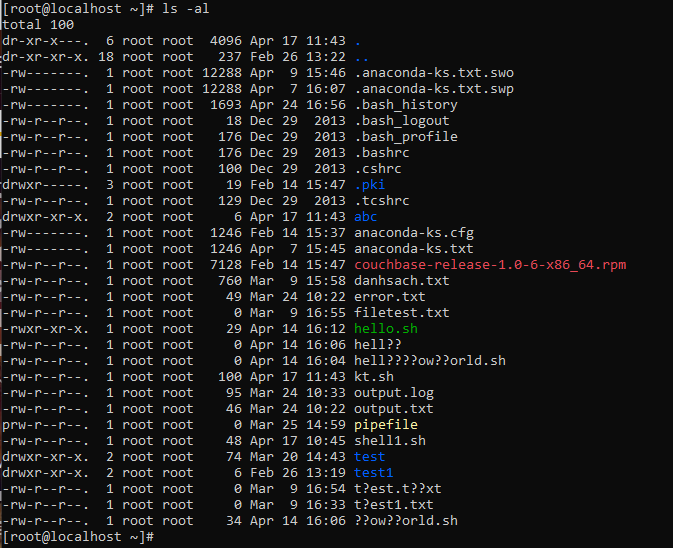 [root@localhost ~]# ls -al
total 100
dr-xr-x---.  6 root root  4096 Apr 17 11:43 .
dr-xr-xr-x. 18 root root   237 Feb 26 13:22 ..
-rw-------.  1 root root 12288 Apr  9 15:46 .anaconda-ks.txt.swo
-rw-------.  1 root root 12288 Apr  7 16:07 .anaconda-ks.txt.swp
-rw-------.  1 root root  1693 Apr 24 16:56 .bash_history
-rw-r--r--.  1 root root    18 Dec 29  2013 .bash_logout
-rw-r--r--.  1 root root   176 Dec 29  2013 .bash_profile
-rw-r--r--.  1 root root   176 Dec 29  2013 .bashrc
-rw-r--r--.  1 root root   100 Dec 29  2013 .cshrc
drwxr-----.  3 root root    19 Feb 14 15:47 .pki
-rw-r--r--.  1 root root   129 Dec 29  2013 .tcshrc
drwxr-xr-x.  2 root root     6 Apr 17 11:43 abc
-rw-------.  1 root root  1246 Feb 14 15:37 anaconda-ks.cfg
-rw-------.  1 root root  1246 Apr  7 15:45 anaconda-ks.txt
-rw-r--r--.  1 root root  7128 Feb 14 15:47 couchbase-release-1.0-6-x86_64.rpm
-rw-r--r--.  1 root root   760 Mar  9 15:58 danhsach.txt
-rw-r--r--.  1 root root    49 Mar 24 10:22 error.txt
-rw-r--r--.  1 root root     0 Mar  9 16:55 filetest.txt
-rwxr-xr-x.  1 root root    29 Apr 14 16:12 hello.sh
-rw-r--r--.  1 root root     0 Apr 14 16:06 hell??
-rw-r--r--.  1 root root     0 Apr 14 16:04 hell????ow??orld.sh
-rw-r--r--.  1 root root   100 Apr 17 11:43 kt.sh
-rw-r--r--.  1 root root    95 Mar 24 10:33 output.log
-rw-r--r--.  1 root root    46 Mar 24 10:22 output.txt
prw-r--r--.  1 root root     0 Mar 25 14:59 pipefile
-rw-r--r--.  1 root root    48 Apr 17 10:45 shell1.sh
drwxr-xr-x.  2 root root    74 Mar 20 14:43 test
drwxr-xr-x.  2 root root     6 Feb 26 13:19 test1
-rw-r--r--.  1 root root     0 Mar  9 16:54 t?est.t??xt
-rw-r--r--.  1 root root     0 Mar  9 16:33 t?est1.txt
-rw-r--r--.  1 root root    34 Apr 14 16:06 ??ow??orld.sh
[root@localhost ~]#